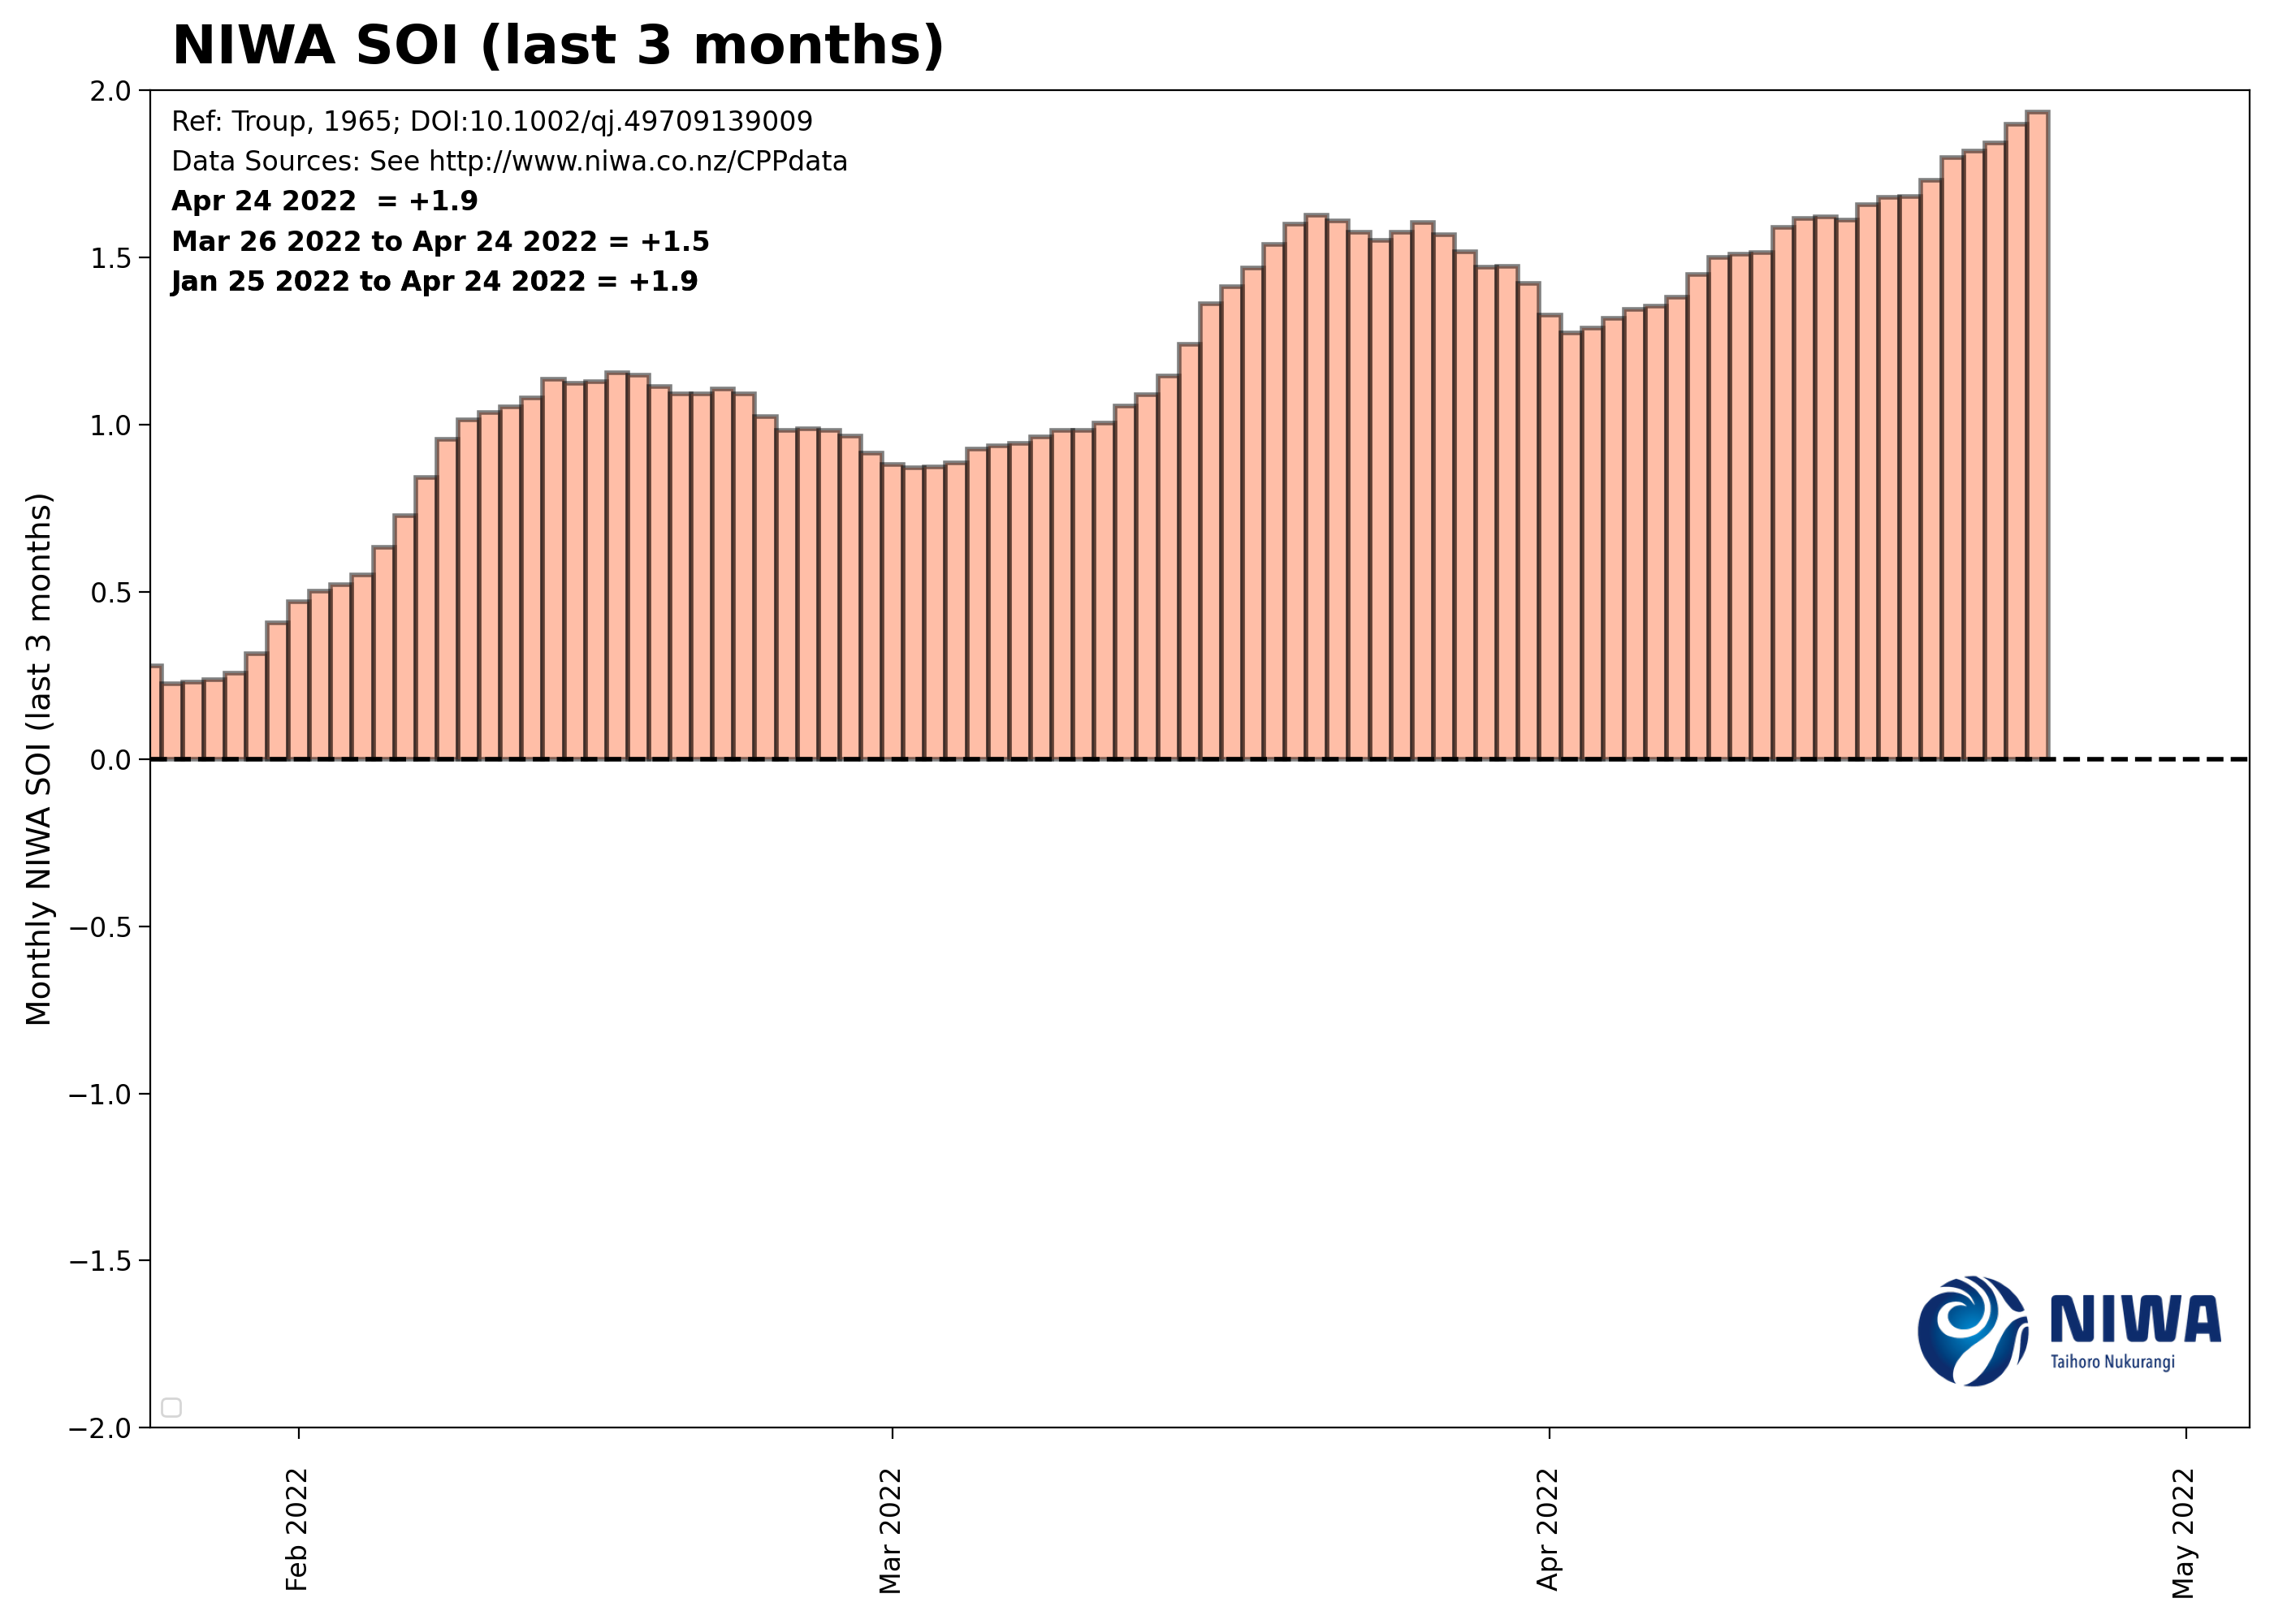 NIWA SOI (last 3 months)
Ref: Troup, 1965; DOI:10.1002/qj.49709139009
Data Sources: See http://www.niwa.co.nz/CPPdata
Apr 24 2022  = +1.9
Mar 26 2022 to Apr 24 2022 = +1.5
Jan 25 2022 to Apr 24 2022 = +1.9
Monthly NIWA SOI (last 3 months)
2.0
1.5
1.0
0.5
0.0
−0.5
−1.0
−1.5
−2.0
NIWA
Taihoro Nukurangi
Feb 2022
Mar 2022
Apr 2022
May 2022